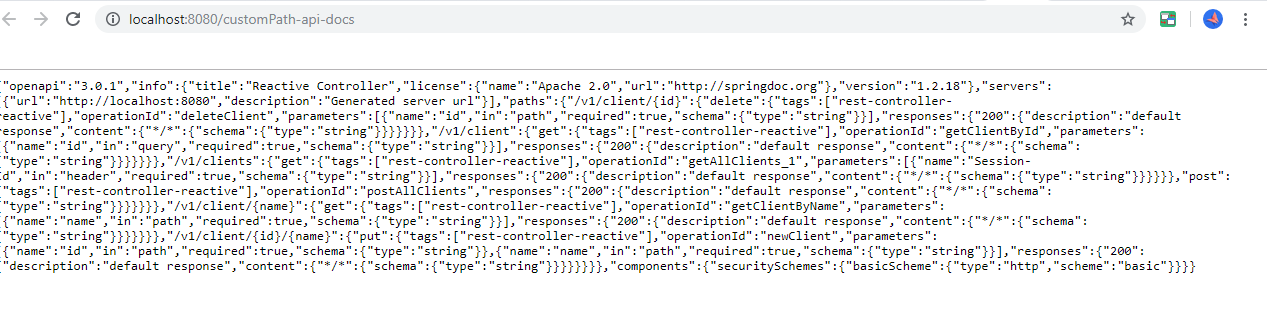 localhost:8080/customPath-api-docs
{"openapi":"3.0.1","info":{"title":"Reactive Controller","license":{"name":"Apache 2.0","url":"http://springdoc.org"},"version":"1.2.18"},"servers":
[{"url":"http://localhost:8080","description":"Generated server url"}],"paths":{"/v1/client/{id}":{"delete":{"tags":["rest-controller-
reactive"],"operationId":"deleteClient","parameters":[{"name":"id","in":"path","required":true,"schema":{"type":"string"}}],"responses":{"200":{"description":"default
response","content":{"*/*":{"schema":{"type":"string"}}}}}}},"/v1/client":{"get":{"tags":["rest-controller-reactive"],"operationId":"getClientById","parameters":
[{"name":"id","in":"query","required":true,"schema":{"type":"string"}}],"responses":{"200":{"description":"default response","content":{"*/*":{"schema":
{"type":"string"}}}}}}},"/v1/clients":{"get":{"tags":["rest-controller-reactive"],"operationId":"getAllClients_1","parameters":[{"name":"Session-
Id","in":"header","required":true,"schema":{"type":"string"}}],"responses":{"200":{"description":"default response","content":{"*/*":{"schema":{"type":"string"}}}}}},"post":
{"tags":["rest-controller-reactive"],"operationId":"postAllClients","responses":{"200":{"description":"default response","content":{"*/*":{"schema":
{"type":"string"}}}}}}},"/v1/client/{name}":{"get":{"tags":["rest-controller-reactive"],"operationId":"getClientByName","parameters":
[{"name":"name","in":"path","required":true,"schema":{"type":"string"}}],"responses":{"200":{"description":"default response","content":{"*/*":{"schema":
{"type":"string"}}}}}}},"/v1/client/{id}/{name}":{"put":{"tags":["rest-controller-reactive"],"operationId":"newClient","parameters":
[{"name":"id","in":"path","required":true,"schema":{"type":"string"}},{"name":"name","in":"path","required":true,"schema":{"type":"string"}}],"responses":{"200":
{"description":"default response","content":{"*/*":{"schema":{"type":"string"}}}}}}}},"components":{"securitySchemes":{"basicScheme":{"type":"http","scheme":"basic"}}}}